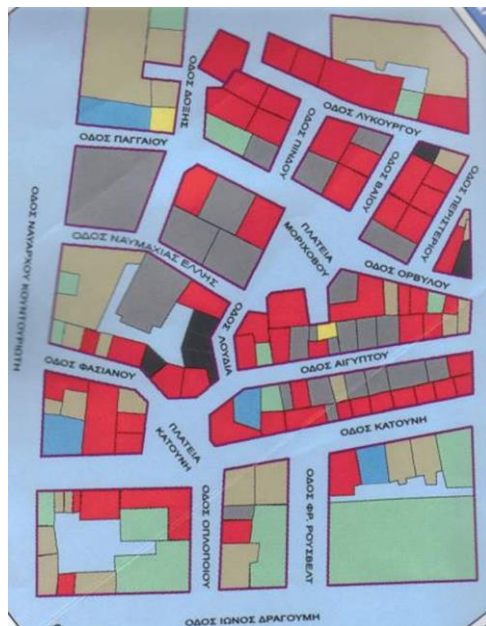 ΟΔΟΣ ΔΟΞΗΣ
ΟΔΟΣ ΛΥΚΟΥΡΓΟΥ
ΟΔΟΣ ΠΑΓΓΑΙΟΥ
ΟΔΟΣ ΠΙΝΔΟΥ
ΟΔΟΣ ΒΑΙΟΥ
ΟΔΟΣ ΠΕΡΙΣΤΕΡΙΟΥ
ΟΔΟΣ ΝΑΥΑΡΧΟΥ ΚΟΥΝΤΟΥΡΙΩΤΗ
ΟΔΟΣ ΝΑΥΜΑΧΙΑΣ ΕΛΛΗΣ
ΠΛΑΤΕΙΑ
ΜΟΡΙΧΟΒΟΥ
ΟΔΟΣ ΟΡΒΥΛΟΥ
ΟΔΟΣ ΛΟΥΔΙΑ
ΟΔΟΣ ΦΑΣΙΑΝΟΥ
ΟΔΟΣ ΑΙΓΥΠΤΟΥ
ΠΛΑΤΕΙΑ
ΚΑΤΟΥΝΗ
ΟΔΟΣ ΚΑΤΟΥΝΗ
ΟΔΟΣ ΟΠΛΟΠΟΙΟΥ
ΟΔΟΣ ΦΡ. ΡΟΥΣΒΕΛΤ
ΟΔΟΣ ΙΩΝΟΣ ΔΡΑΓΟΥΜΗ